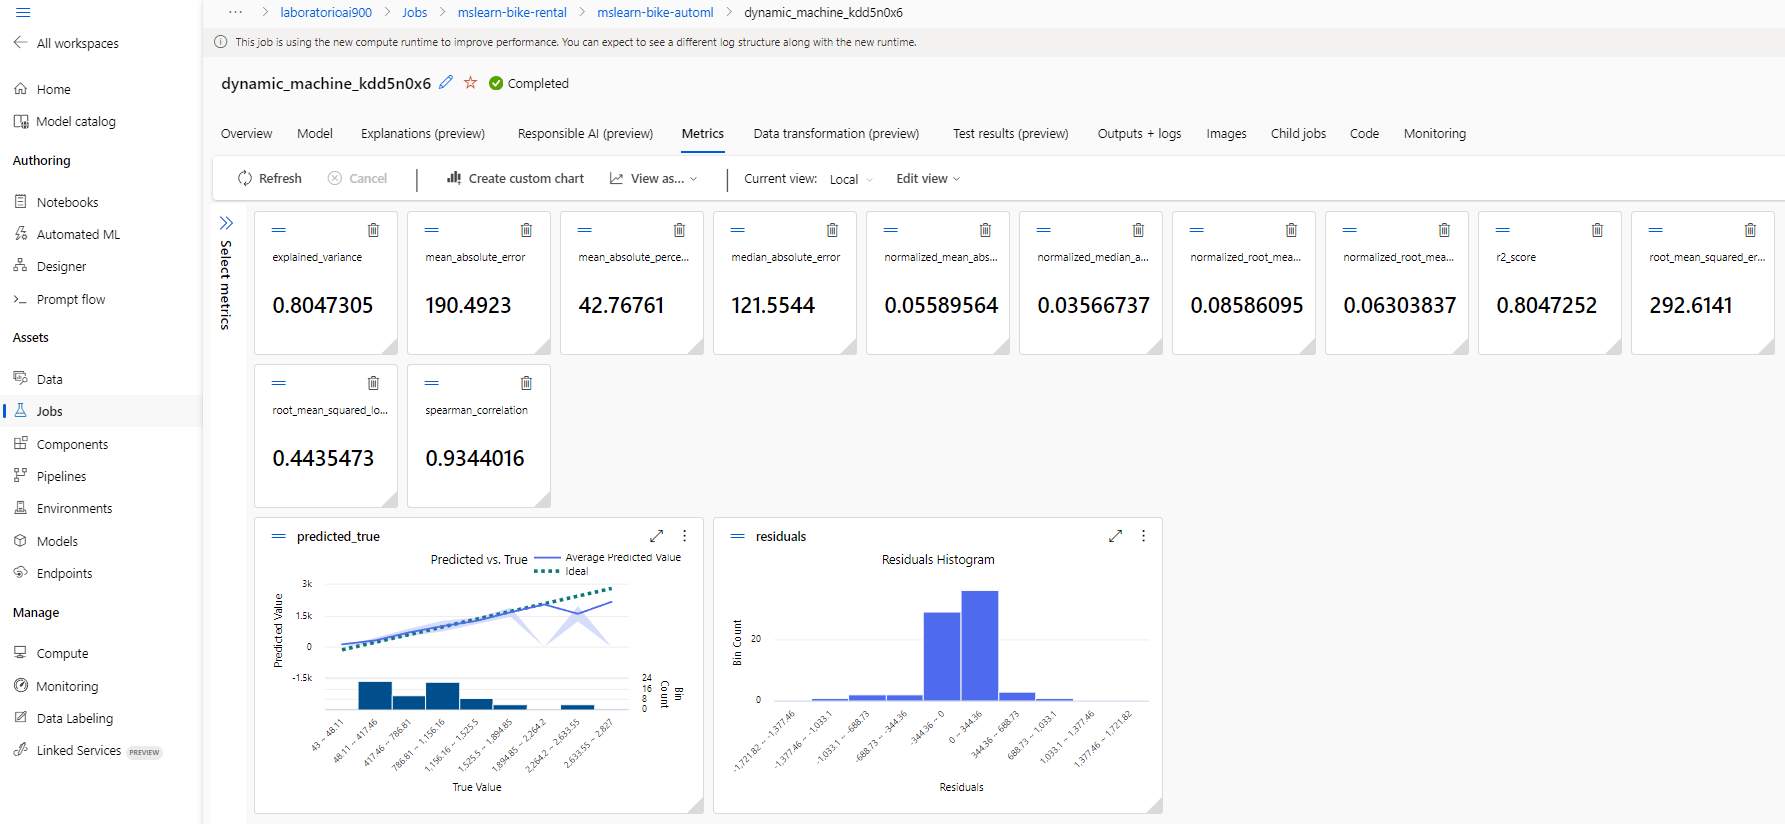 ··· > laboratorioai900 > Jobs > mslearn-bike-rental > mslearn-bike-automl > dynamic_machine_kdd5n0x6
This job is using the new compute runtime to improve performance. You can expect to see a different log structure along with the new runtime.
All workspaces
Home
Model catalog
Authoring
Notebooks
Automated ML
Designer
Prompt flow
Assets
Data
Jobs
Components
Pipelines
Environments
Models
Endpoints
Manage
Compute
Monitoring
Data Labeling
Linked Services PREVIEW
dynamic_machine_kdd5n0x6 Completed
Overview Model Explanations (preview) Responsible AI (preview) Metrics Data transformation (preview) Test results (preview) Outputs + logs Images Child jobs Code Monitoring
Refresh Cancel Create custom chart View as... Current view: Local Edit view
Select metrics
explained_variance
0.8047305
mean_absolute_error
190.4923
mean_absolute_perce...
42.76761
median_absolute_error
121.5544
normalized_mean_abs...
0.05589564
normalized_median_a...
0.03566737
normalized_root_mea...
0.08586095
normalized_root_mea...
0.06303837
r2_score
0.8047252
root_mean_squared_er...
292.6141
root_mean_squared_lo...
0.4435473
spearman_correlation
0.9344016
predicted_true
Predicted vs. True
Average Predicted Value
Ideal
Predicted Value
3k
1.5k
0
-1.5k
24
16
8
0
Bin Count
43 ~ 48.11
48.11 ~ 417.46
417.46 ~ 786.81
786.81 ~ 1,156.16
1,156.16 ~ 1,525.5
1,525.5 ~ 1,894.85
1,894.85 ~ 2,264.2
2,264.2 ~ 2,633.55
2,633.55 ~ 2,827
True Value
residuals
Residuals Histogram
Bin Count
20
0
-1,721.82 ~ -1,377.46
-1,377.46 ~ -1,033.1
-1,033.1 ~ -688.73
-688.73 ~ -344.36
-344.36 ~ 0
0 ~ 344.36
344.36 ~ 688.73
688.73 ~ 1,033.1
1,033.1 ~ 1,377.46
1,377.46 ~ 1,721.82
Residuals